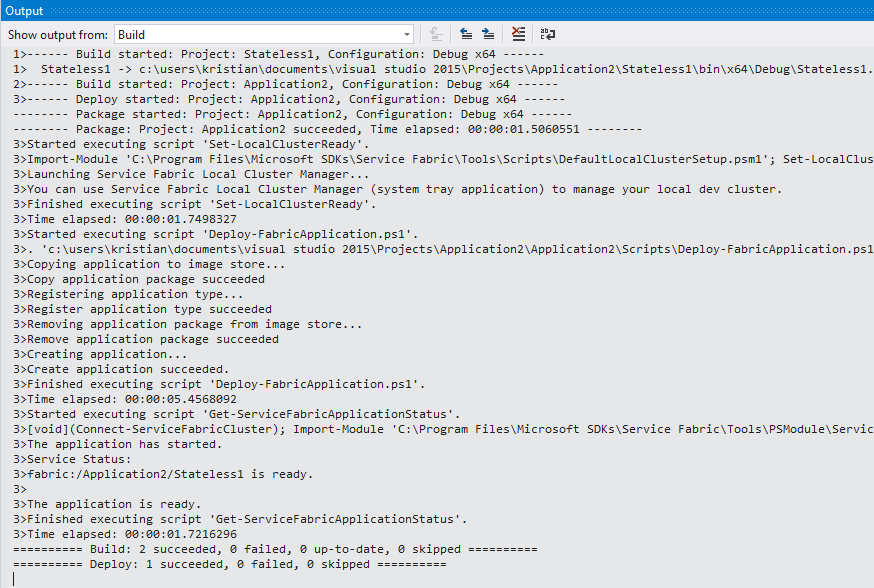 Output
Show output from: Build
1>------ Build started: Project: Stateless1, Configuration: Debug x64 ------
1>  Stateless1 -> c:\users\kristian\documents\visual studio 2015\Projects\Application2\Stateless1\bin\x64\Debug\Stateless1.
2>------ Build started: Project: Application2, Configuration: Debug x64 ------
3>------ Deploy started: Project: Application2, Configuration: Debug x64 ------
-------- Package started: Project: Application2, Configuration: Debug x64 ------
-------- Package: Project: Application2 succeeded, Time elapsed: 00:00:01.5060551 --------
3>Started executing script 'Set-LocalClusterReady'.
3>Import-Module 'C:\Program Files\Microsoft SDKs\Service Fabric\Tools\Scripts\DefaultLocalClusterSetup.psm1'; Set-LocalClus
3>Launching Service Fabric Local Cluster Manager...
3>You can use Service Fabric Local Cluster Manager (system tray application) to manage your local dev cluster.
3>Finished executing script 'Set-LocalClusterReady'.
3>Time elapsed: 00:00:01.7498327
3>Started executing script 'Deploy-FabricApplication.ps1'.
3>. 'c:\users\kristian\documents\visual studio 2015\Projects\Application2\Application2\Scripts\Deploy-FabricApplication.ps1
3>Copying application to image store...
3>Copy application package succeeded
3>Registering application type...
3>Register application type succeeded
3>Removing application package from image store...
3>Remove application package succeeded
3>Creating application...
3>Create application succeeded.
3>Finished executing script 'Deploy-FabricApplication.ps1'.
3>Time elapsed: 00:00:05.4568092
3>Started executing script 'Get-ServiceFabricApplicationStatus'.
3>[void](Connect-ServiceFabricCluster); Import-Module 'C:\Program Files\Microsoft SDKs\Service Fabric\Tools\PSModule\Servic
3>The application has started.
3>Service Status:
3>fabric:/Application2/Stateless1 is ready.
3>
3>The application is ready.
3>Finished executing script 'Get-ServiceFabricApplicationStatus'.
3>Time elapsed: 00:00:01.7216296
========== Build: 2 succeeded, 0 failed, 0 up-to-date, 0 skipped ==========
========== Deploy: 1 succeeded, 0 failed, 0 skipped ==========